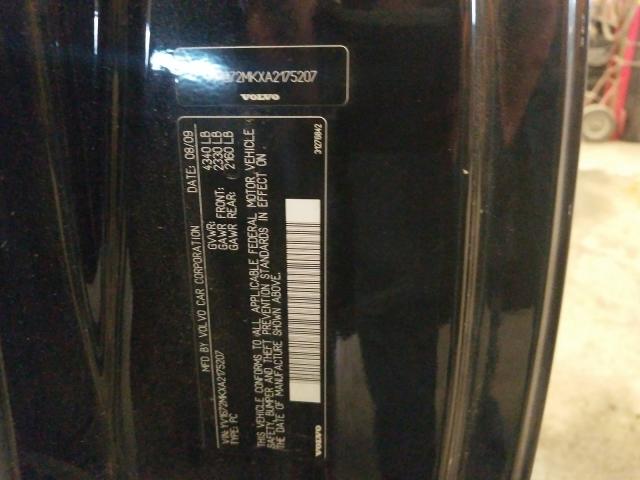 72MKXA2175207
VOLVO
MFD BY VOLVO CAR CORPORATION DATE: 08/09
GVWR: 4340 LB
GAWR FRONT: 2330 LB
GAWR REAR: 2160 LB
VIN: YV1672MKXA2175207
TYPE: PC
THIS VEHICLE CONFORMS TO ALL APPLICABLE FEDERAL MOTOR VEHICLE
SAFETY, BUMPER AND THEFT PREVENTION STANDARDS IN EFFECT ON
THE DATE OF MANUFACTURE SHOWN ABOVE.
VOLVO
31276842